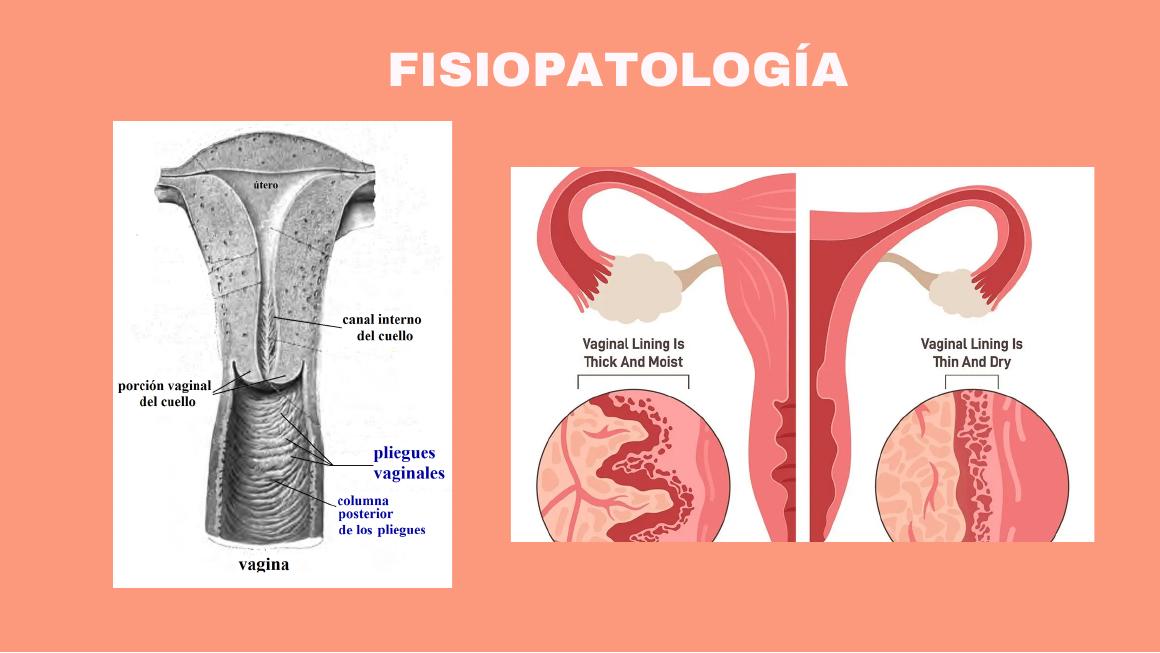 FISIOPATOLOGÍA
útero
canal interno
del cuello
porción vaginal
del cuello
pliegues
vaginales
columna
posterior
de los pliegues
vagina
Vaginal Lining Is
Thick And Moist
Vaginal Lining Is
Thin And Dry